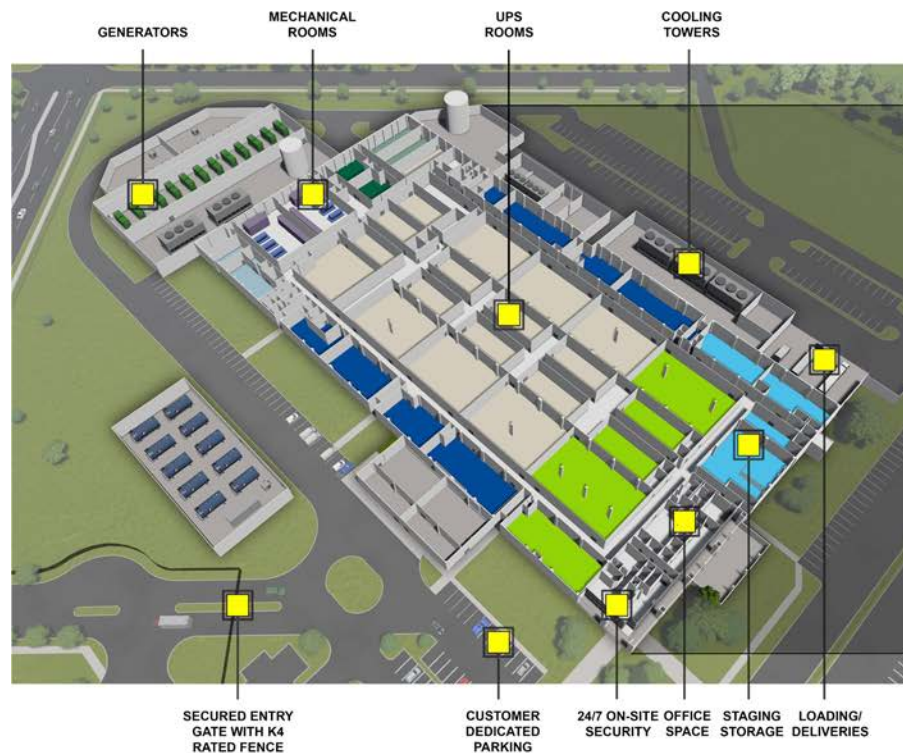 GENERATORS
MECHANICAL
ROOMS
UPS
ROOMS
COOLING
TOWERS
SECURED ENTRY
GATE WITH K4
RATED FENCE
CUSTOMER
DEDICATED
PARKING
24/7 ON-SITE
SECURITY
OFFICE
SPACE
STAGING
STORAGE
LOADING/
DELIVERIES